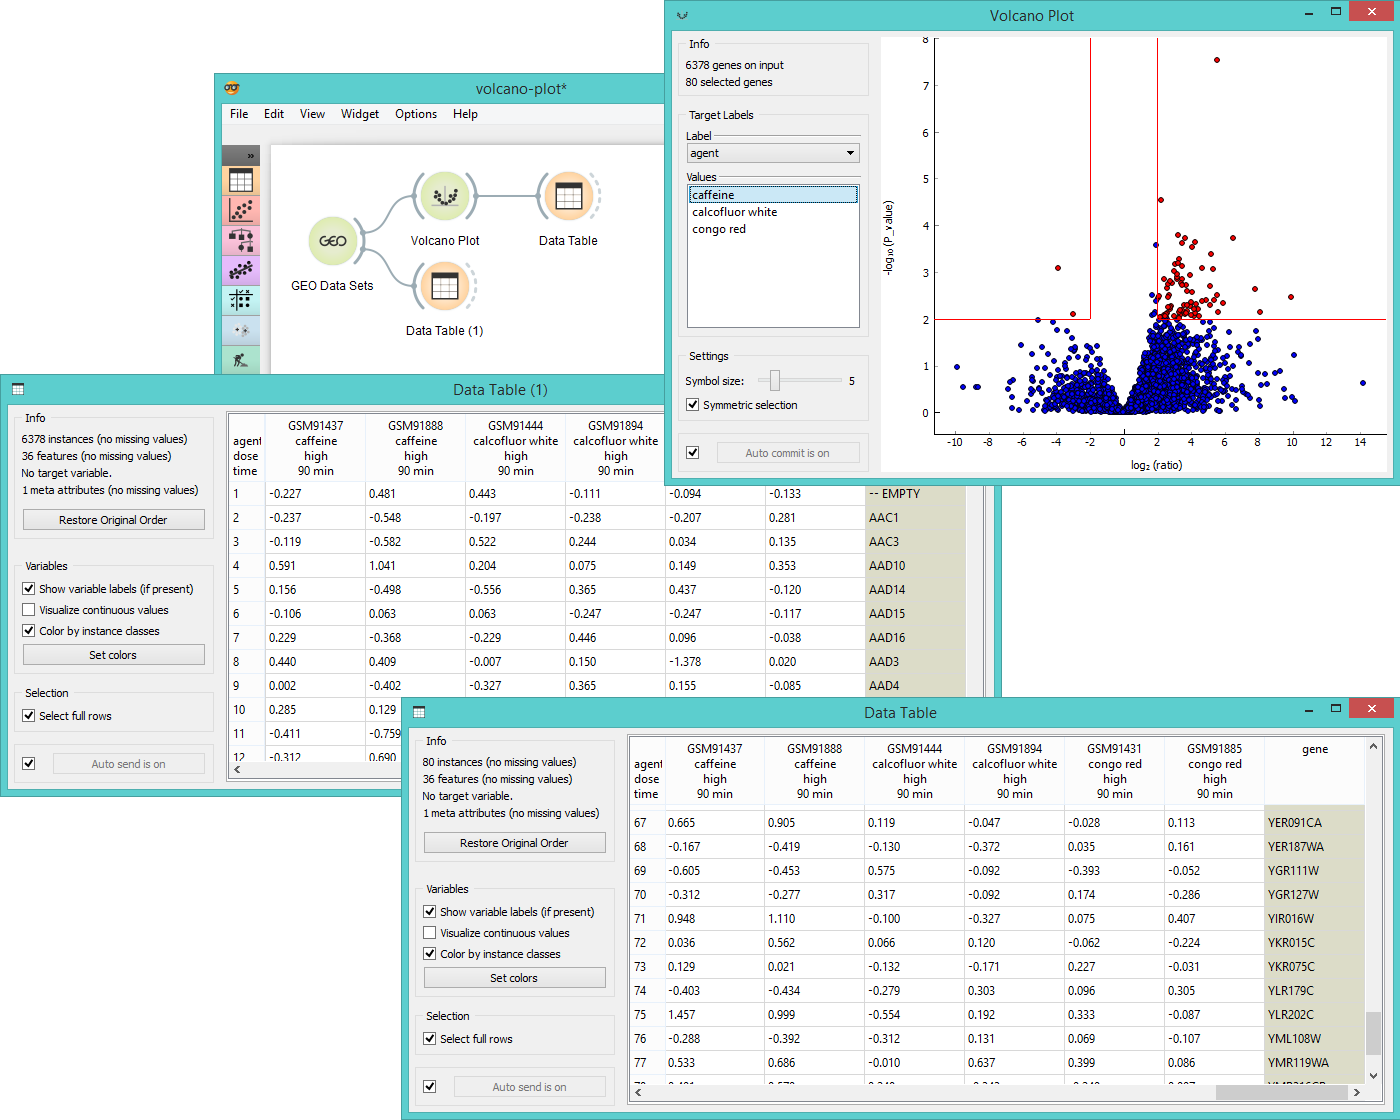 Volcano Plot
Info
6378 genes on input
80 selected genes
Target Labels
Label
agent
Values
caffeine
calcofluor white
congo red
Settings
Symbol size: 5
Symmetric selection
Auto commit is on
-log₁₀ (P_value)
8
7
6
5
4
3
2
1
0
-10 -8 -6 -4 -2 0 2 4 6 8 10 12 14
log₂ (ratio)
volcano-plot*
File Edit View Widget Options Help
»
GEO
GEO Data Sets
Volcano Plot
Data Table
Data Table (1)
Data Table (1)
Info
6378 instances (no missing values)
36 features (no missing values)
No target variable.
1 meta attributes (no missing values)
Restore Original Order
Variables
Show variable labels (if present)
Visualize continuous values
Color by instance classes
Set colors
Selection
Select full rows
Auto send is on
GSM91437 GSM91888 GSM91444 GSM91894
agent caffeine caffeine calcofluor white calcofluor white
dose high high high high
time 90 min 90 min 90 min 90 min
1 -0.227 0.481 0.443 -0.111 -0.094 -0.133 -- EMPTY
2 -0.237 -0.548 -0.197 -0.238 -0.207 0.281 AAC1
3 -0.119 -0.582 0.522 0.244 0.034 0.135 AAC3
4 0.591 1.041 0.204 0.075 0.149 0.353 AAD10
5 0.156 -0.498 -0.556 0.365 0.437 -0.120 AAD14
6 -0.106 0.063 0.063 -0.247 -0.247 -0.117 AAD15
7 0.229 -0.368 -0.229 0.446 0.096 -0.038 AAD16
8 0.440 0.409 -0.007 0.150 -1.378 0.020 AAD3
9 0.002 -0.402 -0.327 0.365 0.155 -0.085 AAD4
10 0.285 0.129
11 -0.411 -0.759
12 -0.312 0.690
Data Table
Info
80 instances (no missing values)
36 features (no missing values)
No target variable.
1 meta attributes (no missing values)
Restore Original Order
Variables
Show variable labels (if present)
Visualize continuous values
Color by instance classes
Set colors
Selection
Select full rows
Auto send is on
GSM91437 GSM91888 GSM91444 GSM91894 GSM91431 GSM91885 gene
agent caffeine caffeine calcofluor white calcofluor white congo red congo red
dose high high high high high high
time 90 min 90 min 90 min 90 min 90 min 90 min
67 0.665 0.905 0.119 -0.047 -0.028 0.113 YER091CA
68 -0.167 -0.419 -0.130 -0.372 0.035 0.161 YER187WA
69 -0.605 -0.453 0.575 -0.092 -0.393 -0.052 YGR111W
70 -0.312 -0.277 0.317 -0.092 0.174 -0.286 YGR127W
71 0.948 1.110 -0.100 -0.327 0.075 0.407 YIR016W
72 0.036 0.562 0.066 0.120 -0.062 -0.224 YKR015C
73 0.129 0.021 -0.132 -0.171 0.227 -0.031 YKR075C
74 -0.403 -0.434 -0.279 0.303 0.096 0.305 YLR179C
75 1.457 0.999 -0.554 0.192 0.333 -0.087 YLR202C
76 -0.288 -0.392 -0.312 0.131 0.069 -0.107 YML108W
77 0.533 0.686 -0.010 0.637 0.399 0.086 YMR119WA